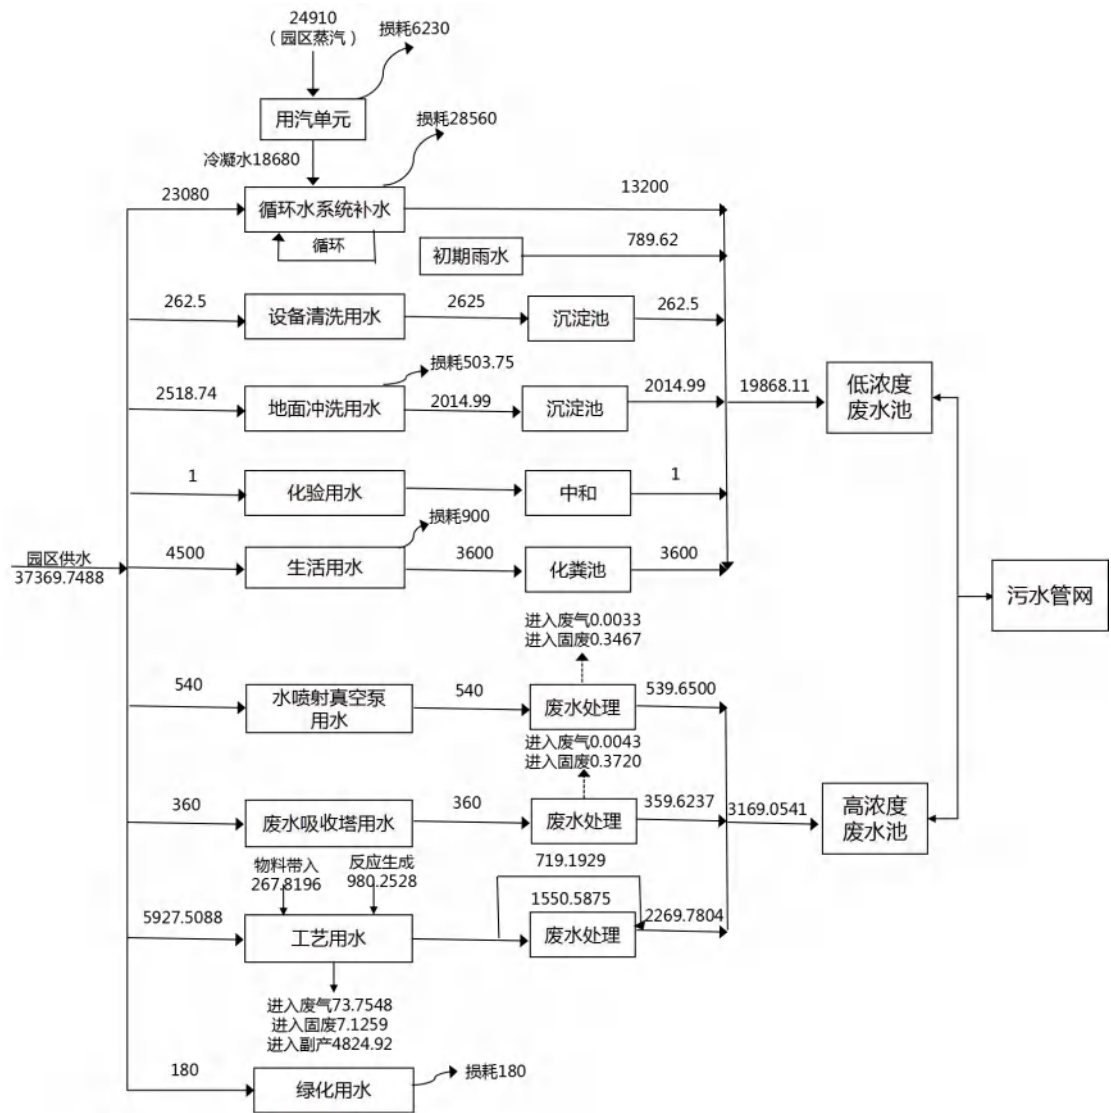 24910
（园区蒸汽）
损耗6230
用汽单元
损耗28560
冷凝水18680
23080
循环水系统补水
13200
循环
初期雨水
789.62
262.5
设备清洗用水
2625
沉淀池
262.5
损耗503.75
2518.74
地面冲洗用水
2014.99
沉淀池
2014.99
19868.11
低浓度
废水池
1
化验用水
中和
1
损耗900
园区供水
37369.7488
4500
生活用水
3600
化粪池
3600
污水管网
进入废气0.0033
进入固废0.3467
540
水喷射真空泵
用水
540
废水处理
539.6500
进入废气0.0043
进入固废0.3720
360
废水吸收塔用水
360
废水处理
359.6237
3169.0541
高浓度
废水池
物料带入
267.8196
反应生成
980.2528
719.1929
1550.5875
5927.5088
工艺用水
废水处理
2269.7804
进入废气73.7548
进入固废7.1259
进入副产4824.92
180
绿化用水
损耗180